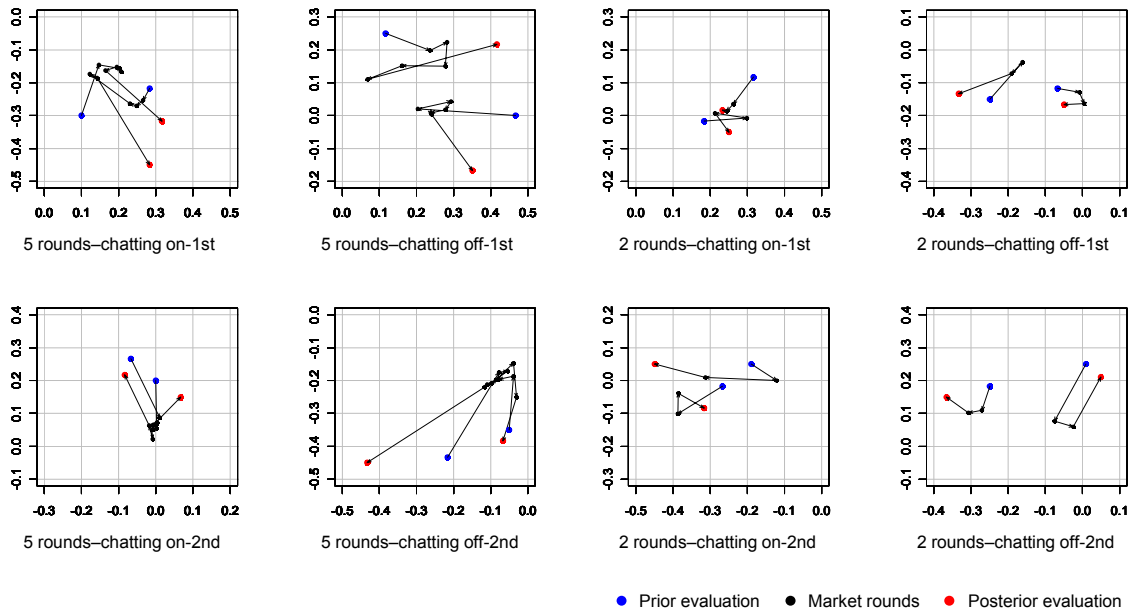 0.0
-0.1
-0.2
-0.3
-0.4
-0.5
0.0 0.1 0.2 0.3 0.4 0.5
5 rounds–chatting on-1st
0.3
0.2
0.1
0.0
-0.1
-0.2
0.0 0.1 0.2 0.3 0.4 0.5
5 rounds–chatting off-1st
0.3
0.2
0.1
0.0
-0.1
-0.2
0.0 0.1 0.2 0.3 0.4 0.5
2 rounds–chatting on-1st
0.1
0.0
-0.1
-0.2
-0.3
-0.4
-0.4 -0.3 -0.2 -0.1 0.0 0.1
2 rounds–chatting off-1st
0.4
0.3
0.2
0.1
0.0
-0.1
-0.3 -0.2 -0.1 0.0 0.1 0.2
5 rounds–chatting on-2nd
0.0
-0.1
-0.2
-0.3
-0.4
-0.5
-0.5 -0.4 -0.3 -0.2 -0.1 0.0
5 rounds–chatting off-2nd
0.2
0.1
0.0
-0.1
-0.2
-0.3
-0.5 -0.4 -0.3 -0.2 -0.1 0.0
2 rounds–chatting on-2nd
0.4
0.3
0.2
0.1
0.0
-0.1
-0.4 -0.3 -0.2 -0.1 0.0 0.1
2 rounds–chatting off-2nd
Prior evaluation Market rounds Posterior evaluation